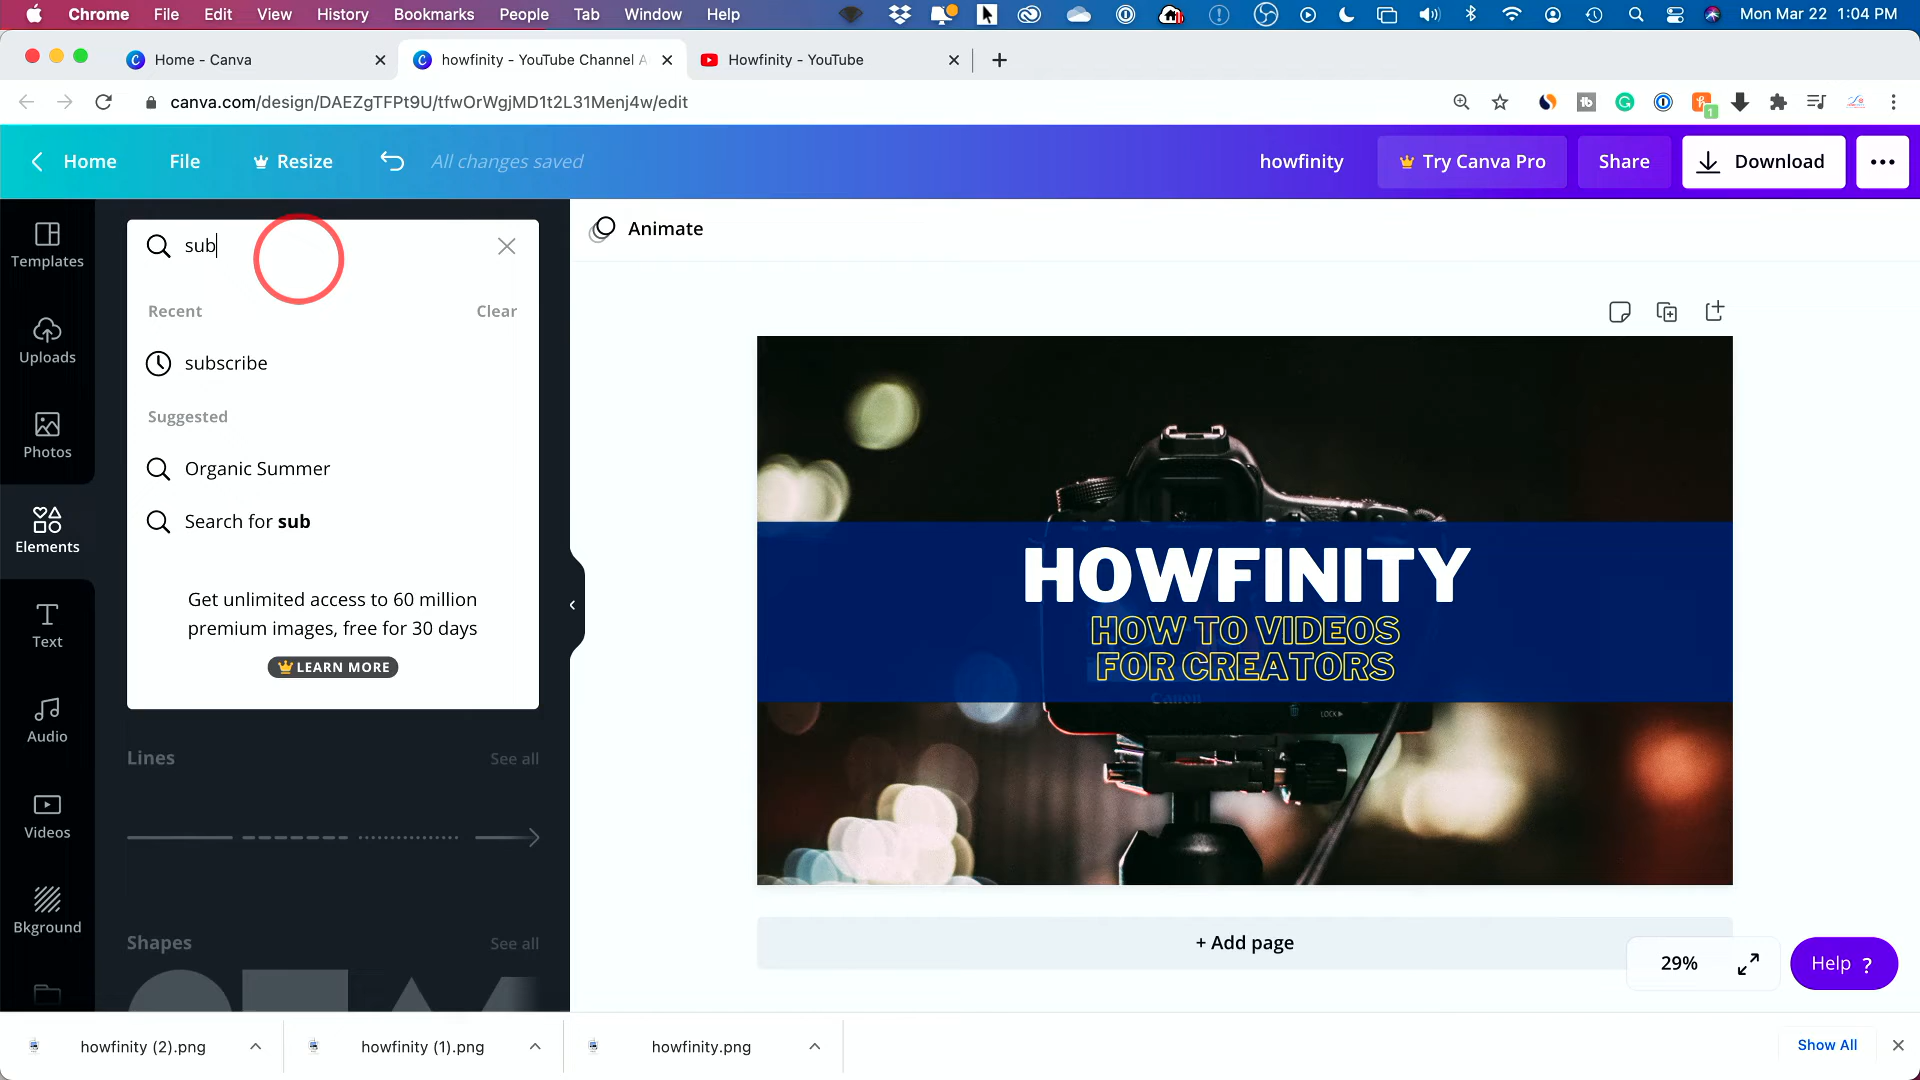 Chrome File Edit View History Bookmarks People Tab Window Help Mon Mar 22 1:04 PM
Home - Canva howfinity - YouTube Channel A Howfinity - YouTube
canva.com/design/DAEZgTFPt9U/tfwOrWgjMD1t2L31Menj4w/edit
Home File Resize All changes saved howfinity Try Canva Pro Share Download
Templates
Uploads
Photos
Elements
Text
Audio
Videos
Bkground
sub
Recent Clear
subscribe
Suggested
Organic Summer
Search for sub
Get unlimited access to 60 million
premium images, free for 30 days
LEARN MORE
Lines See all
Shapes See all
Animate
HOWFINITY
HOW TO VIDEOS
FOR CREATORS
Canon
LOCK
+ Add page
29%
Help ?
howfinity (2).png howfinity (1).png howfinity.png Show All